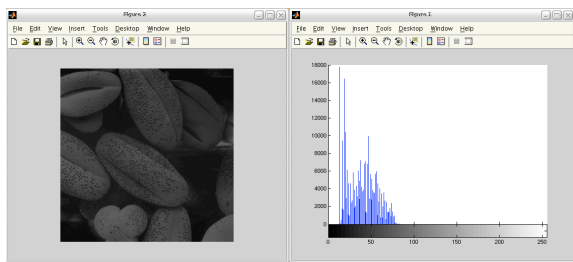 Figure 2
File Edit View Insert Tools Desktop Window Help
Figure 1
File Edit View Insert Tools Desktop Window Help
18000
16000
14000
12000
10000
8000
6000
4000
2000
0
0 50 100 150 200 250